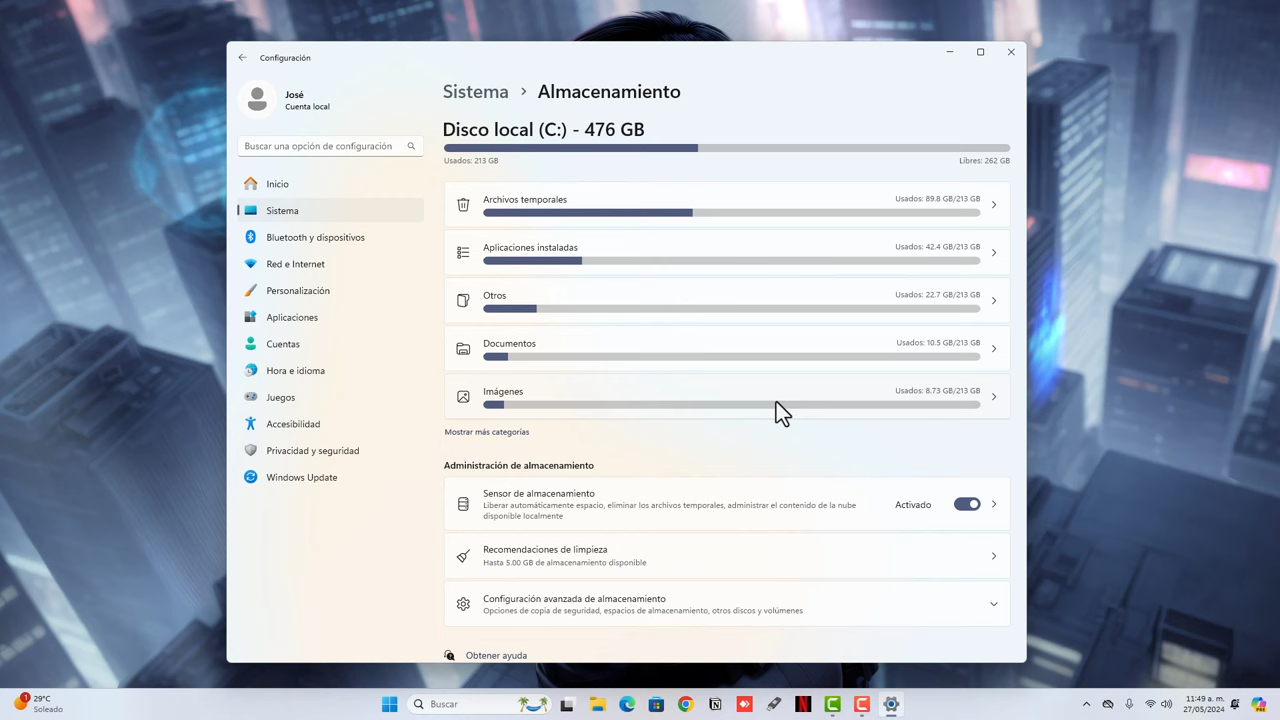 Configuración
José
Cuenta local
Buscar una opción de configuración
Inicio
Sistema
Bluetooth y dispositivos
Red e Internet
Personalización
Aplicaciones
Cuentas
Hora e idioma
Juegos
Accesibilidad
Privacidad y seguridad
Windows Update
Sistema > Almacenamiento
Disco local (C:) - 476 GB
Usados: 213 GB
Libres: 262 GB
Archivos temporales
Usados: 89.8 GB/213 GB
Aplicaciones instaladas
Usados: 42.4 GB/213 GB
Otros
Usados: 22.7 GB/213 GB
Documentos
Usados: 10.5 GB/213 GB
Imágenes
Usados: 8.73 GB/213 GB
Mostrar más categorías
Administración de almacenamiento
Sensor de almacenamiento
Liberar automáticamente espacio, eliminar los archivos temporales, administrar el contenido de la nube
disponible localmente
Activado
Recomendaciones de limpieza
Hasta 5.00 GB de almacenamiento disponible
Configuración avanzada de almacenamiento
Opciones de copia de seguridad, espacios de almacenamiento, otros discos y volúmenes
Obtener ayuda
1
29°C
Soleado
Buscar
11:49 a. m.
27/05/2024